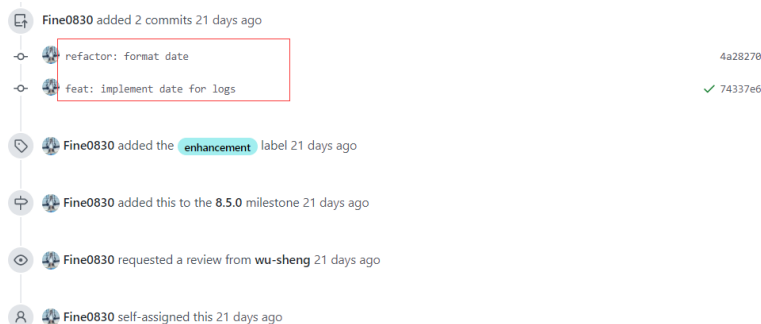 Fine0830 added 2 commits 21 days ago
refactor: format date 4a28270
feat: implement date for logs 74337e6
Fine0830 added the enhancement label 21 days ago
Fine0830 added this to the 8.5.0 milestone 21 days ago
Fine0830 requested a review from wu-sheng 21 days ago
Fine0830 self-assigned this 21 days ago